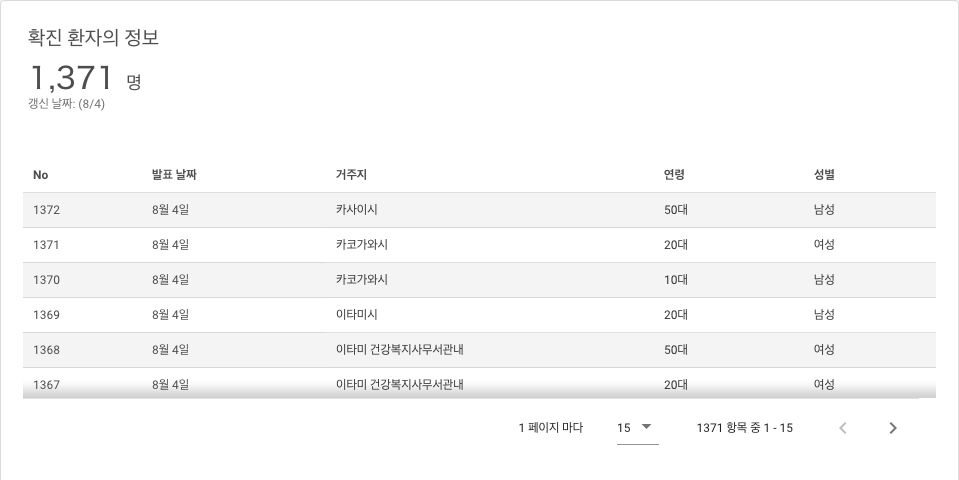 확진 환자의 정보
1,371 명
갱신 날짜: (8/4)
No 발표 날짜 거주지 연령 성별
1372 8월 4일 카사이시 50대 남성
1371 8월 4일 카코가와시 20대 여성
1370 8월 4일 카코가와시 10대 남성
1369 8월 4일 이타미시 20대 남성
1368 8월 4일 이타미 건강복지사무서관내 50대 여성
1367 8월 4일 이타미 건강복지사무서관내 20대 여성
1 페이지 마다 15 1371 항목 중 1 - 15